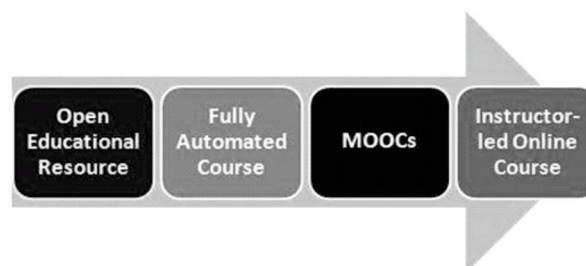 Open
Educational
Resource
Fully
Automated
Course
MOOCs
Instructor-
led Online
Course